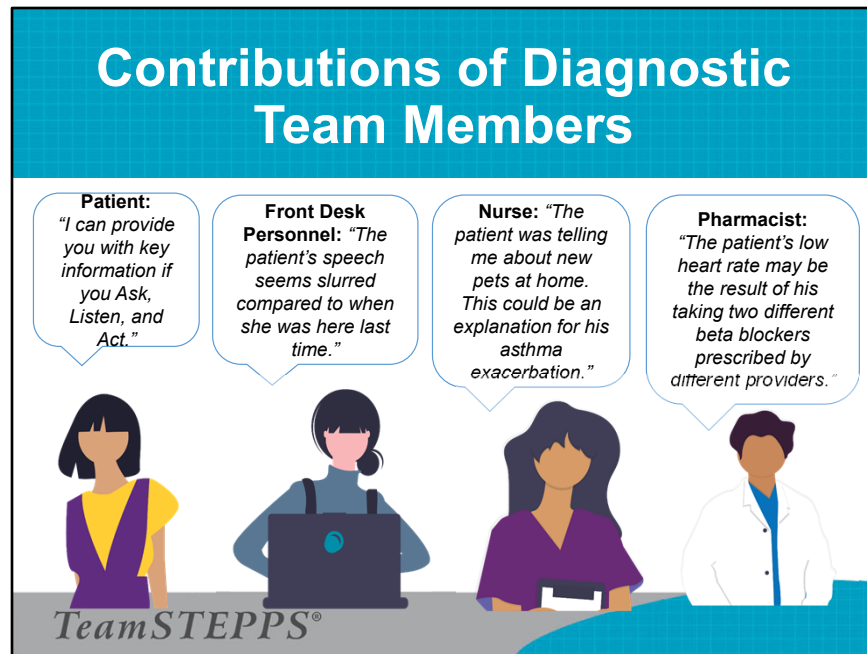 Contributions of Diagnostic
Team Members
Patient:
“I can provide
you with key
information if
you Ask,
Listen, and
Act.”
Front Desk
Personnel: “The
patient’s speech
seems slurred
compared to when
she was here last
time.”
Nurse: “The
patient was telling
me about new
pets at home.
This could be an
explanation for his
asthma
exacerbation.”
Pharmacist:
“The patient’s low
heart rate may be
the result of his
taking two different
beta blockers
prescribed by
different providers.”
TeamSTEPPS®